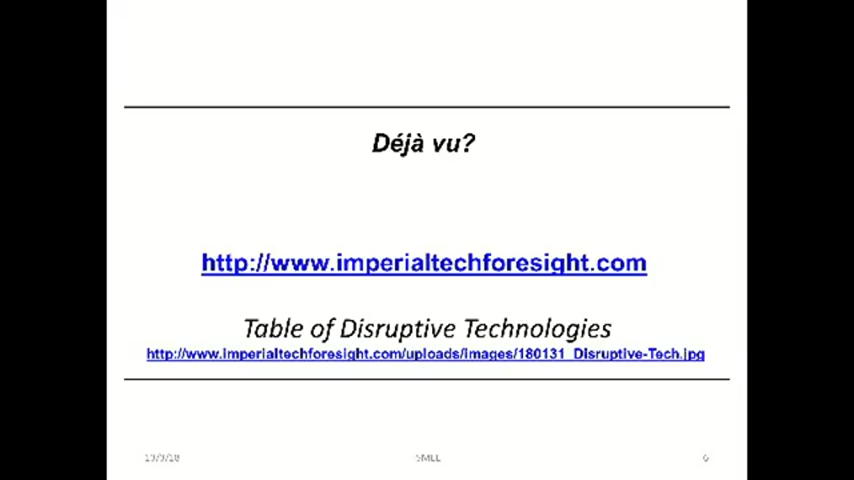 Déjà vu?
http://www.imperialtechforesight.com
Table of Disruptive Technologies
http://www.imperialtechforesight.com/uploads/images/180131_Disruptive-Tech.jpg
6